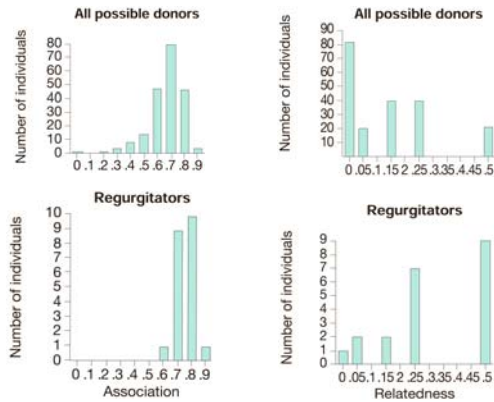 All possible donors
Number of individuals
80
70
60
50
40
30
20
10
0 .1 .2 .3 .4 .5 .6 .7 .8 .9
All possible donors
Number of individuals
90
80
70
60
50
40
30
20
10
0 .05.1 .15 2 .25 .3.35.4.45 .5
Regurgitators
Number of individuals
10
9
8
7
6
5
4
3
2
1
0
0 .1 .2 .3 .4 .5 .6 .7 .8 .9
Association
Regurgitators
Number of individuals
9
8
7
6
5
4
3
2
1
0
0 .05.1.15 2 .25.3.35.4.45 .5
Relatedness